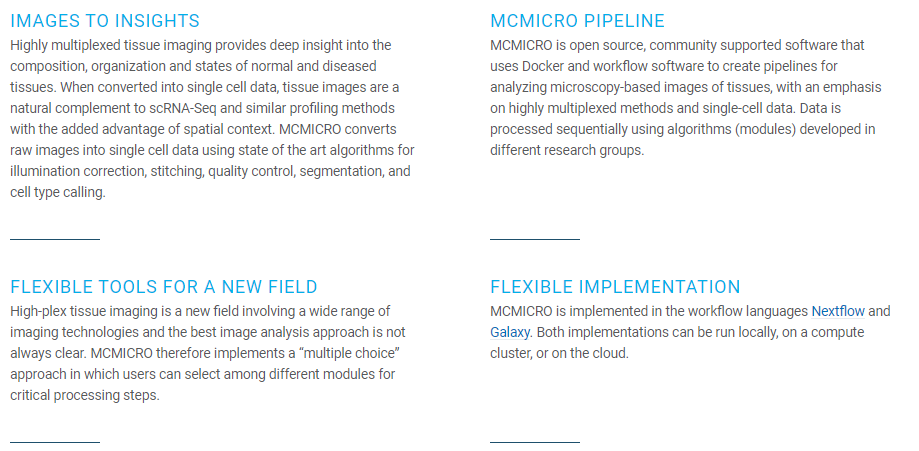 IMAGES TO INSIGHTS
Highly multiplexed tissue imaging provides deep insight into the
composition, organization and states of normal and diseased
tissues. When converted into single cell data, tissue images are a
natural complement to scRNA-Seq and similar profiling methods
with the added advantage of spatial context. MCMICRO converts
raw images into single cell data using state of the art algorithms for
illumination correction, stitching, quality control, segmentation, and
cell type calling.
MCMICRO PIPELINE
MCMICRO is open source, community supported software that
uses Docker and workflow software to create pipelines for
analyzing microscopy-based images of tissues, with an emphasis
on highly multiplexed methods and single-cell data. Data is
processed sequentially using algorithms (modules) developed in
different research groups.
FLEXIBLE TOOLS FOR A NEW FIELD
High-plex tissue imaging is a new field involving a wide range of
imaging technologies and the best image analysis approach is not
always clear. MCMICRO therefore implements a “multiple choice”
approach in which users can select among different modules for
critical processing steps.
FLEXIBLE IMPLEMENTATION
MCMICRO is implemented in the workflow languages Nextflow and
Galaxy. Both implementations can be run locally, on a compute
cluster, or on the cloud.